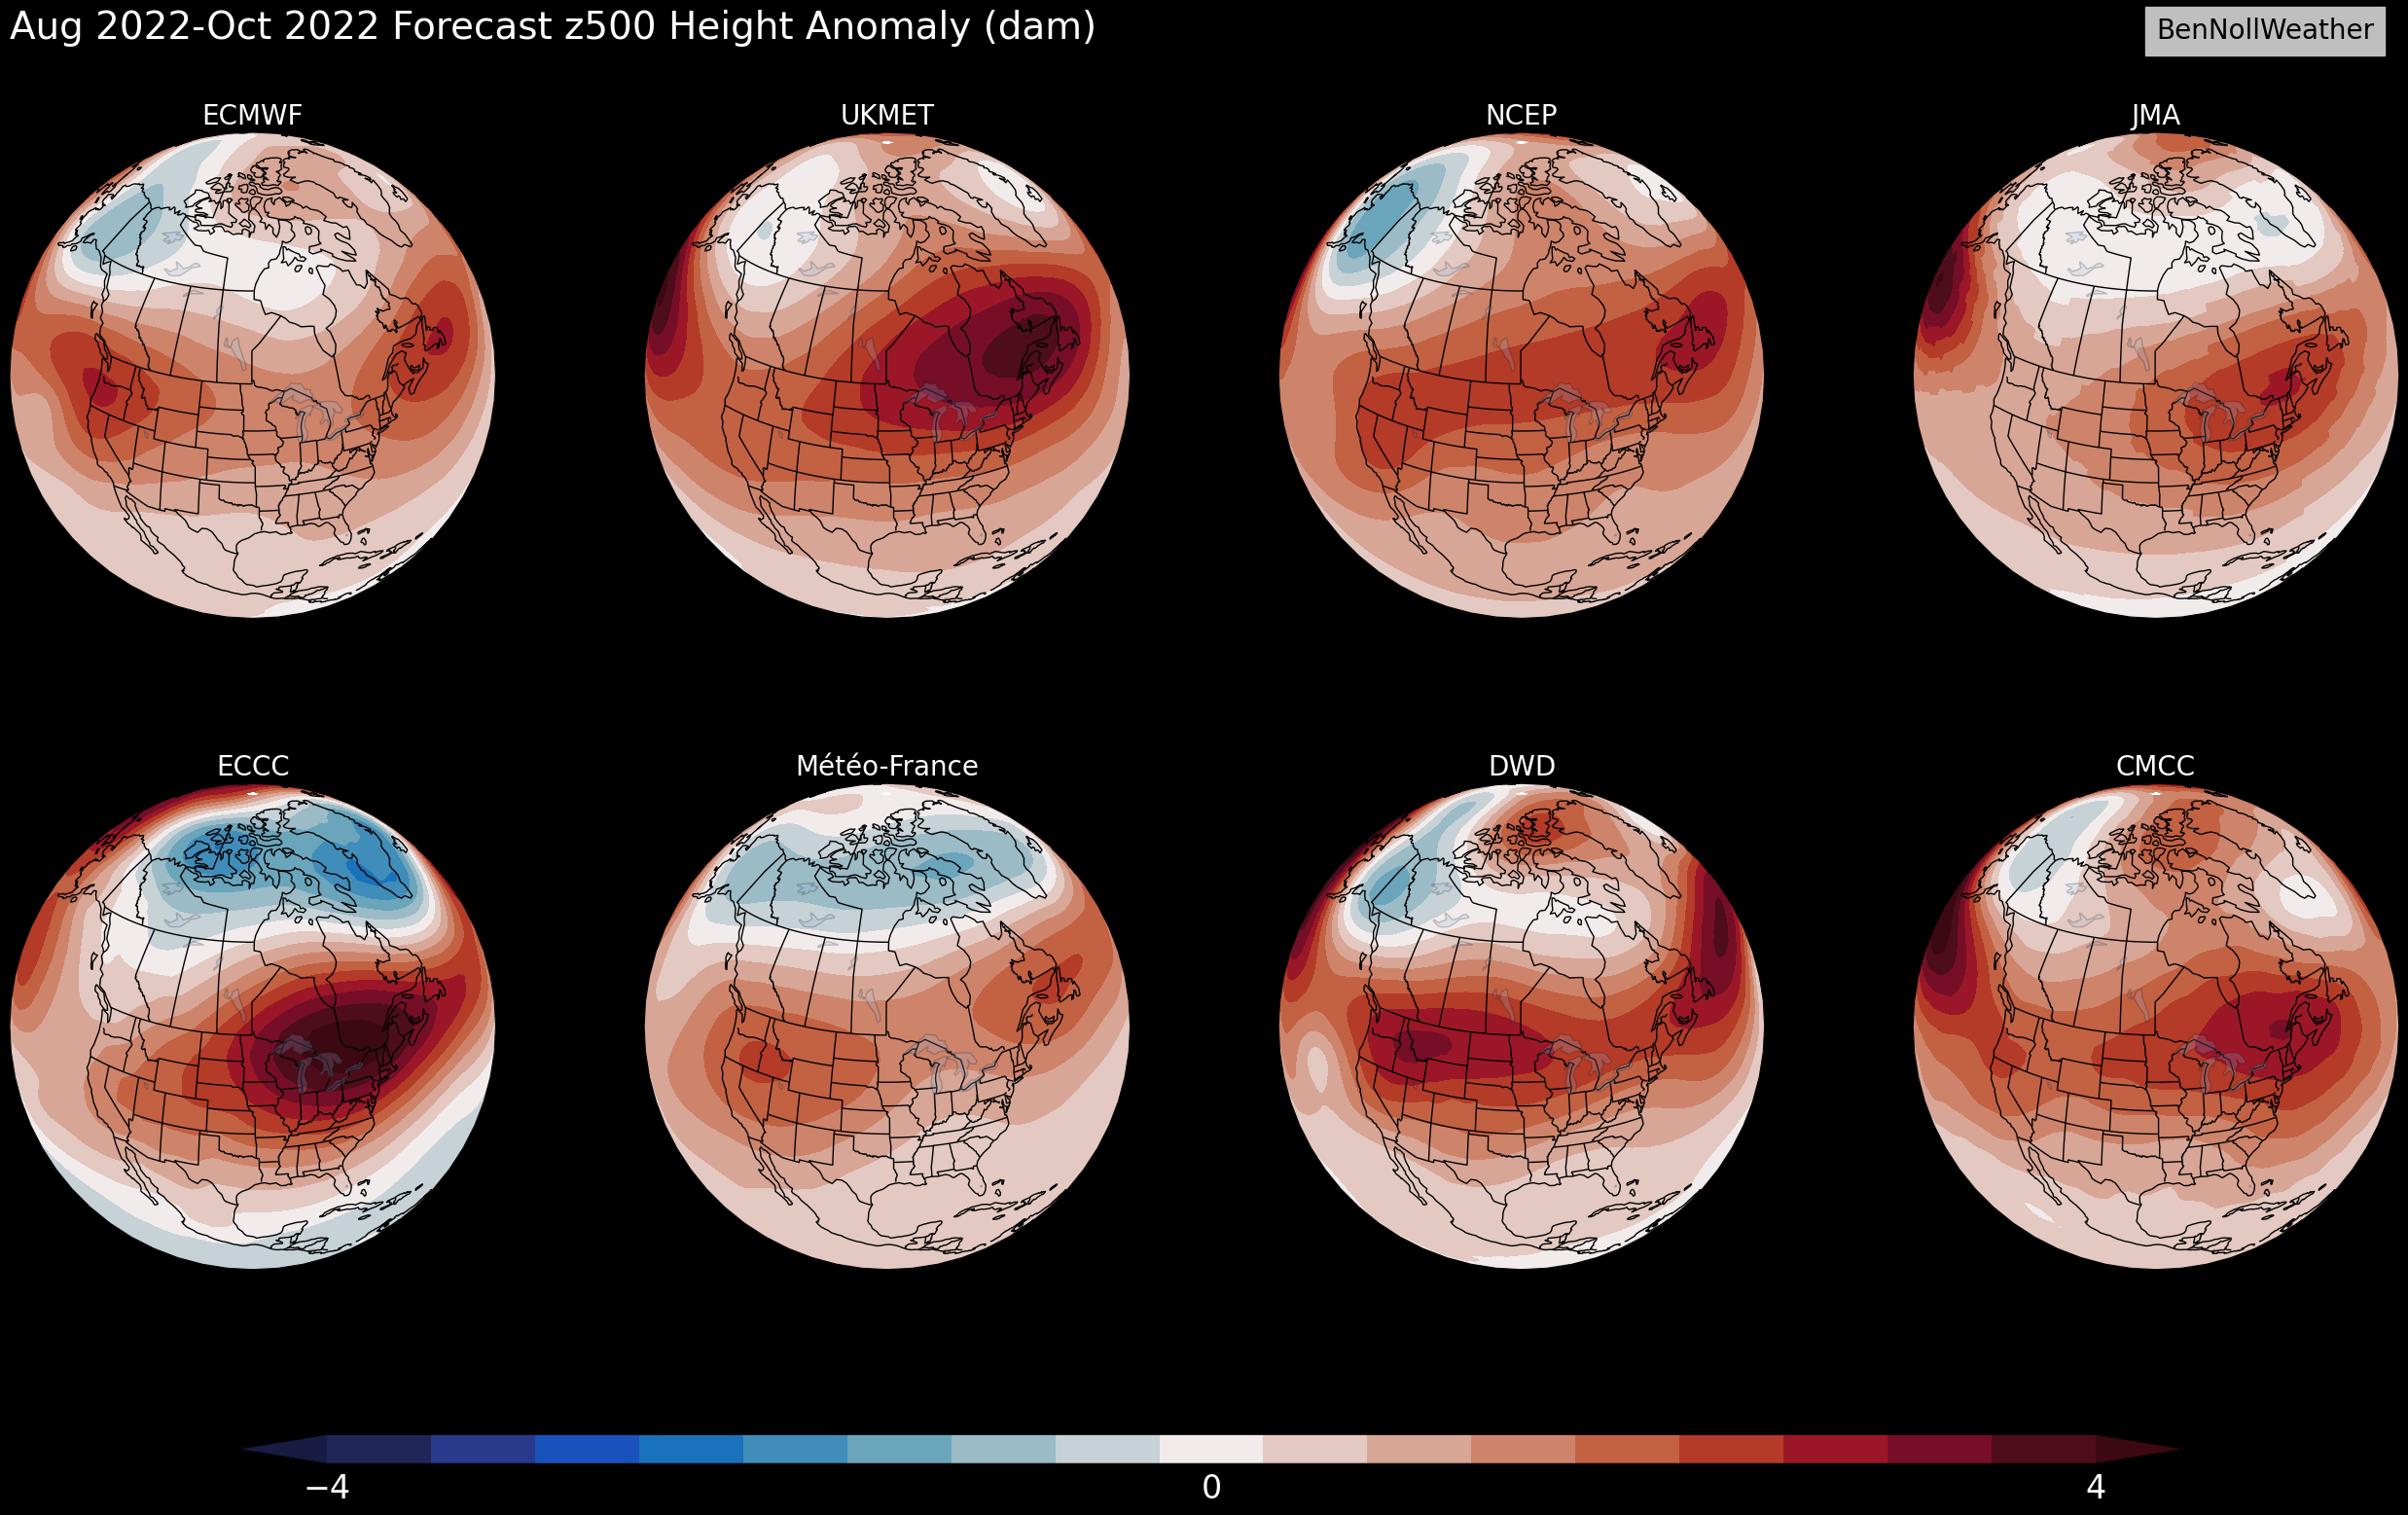 Aug 2022-Oct 2022 Forecast z500 Height Anomaly (dam)
BenNollWeather
ECMWF
UKMET
NCEP
JMA
ECCC
Météo-France
DWD
CMCC
−4
0
4